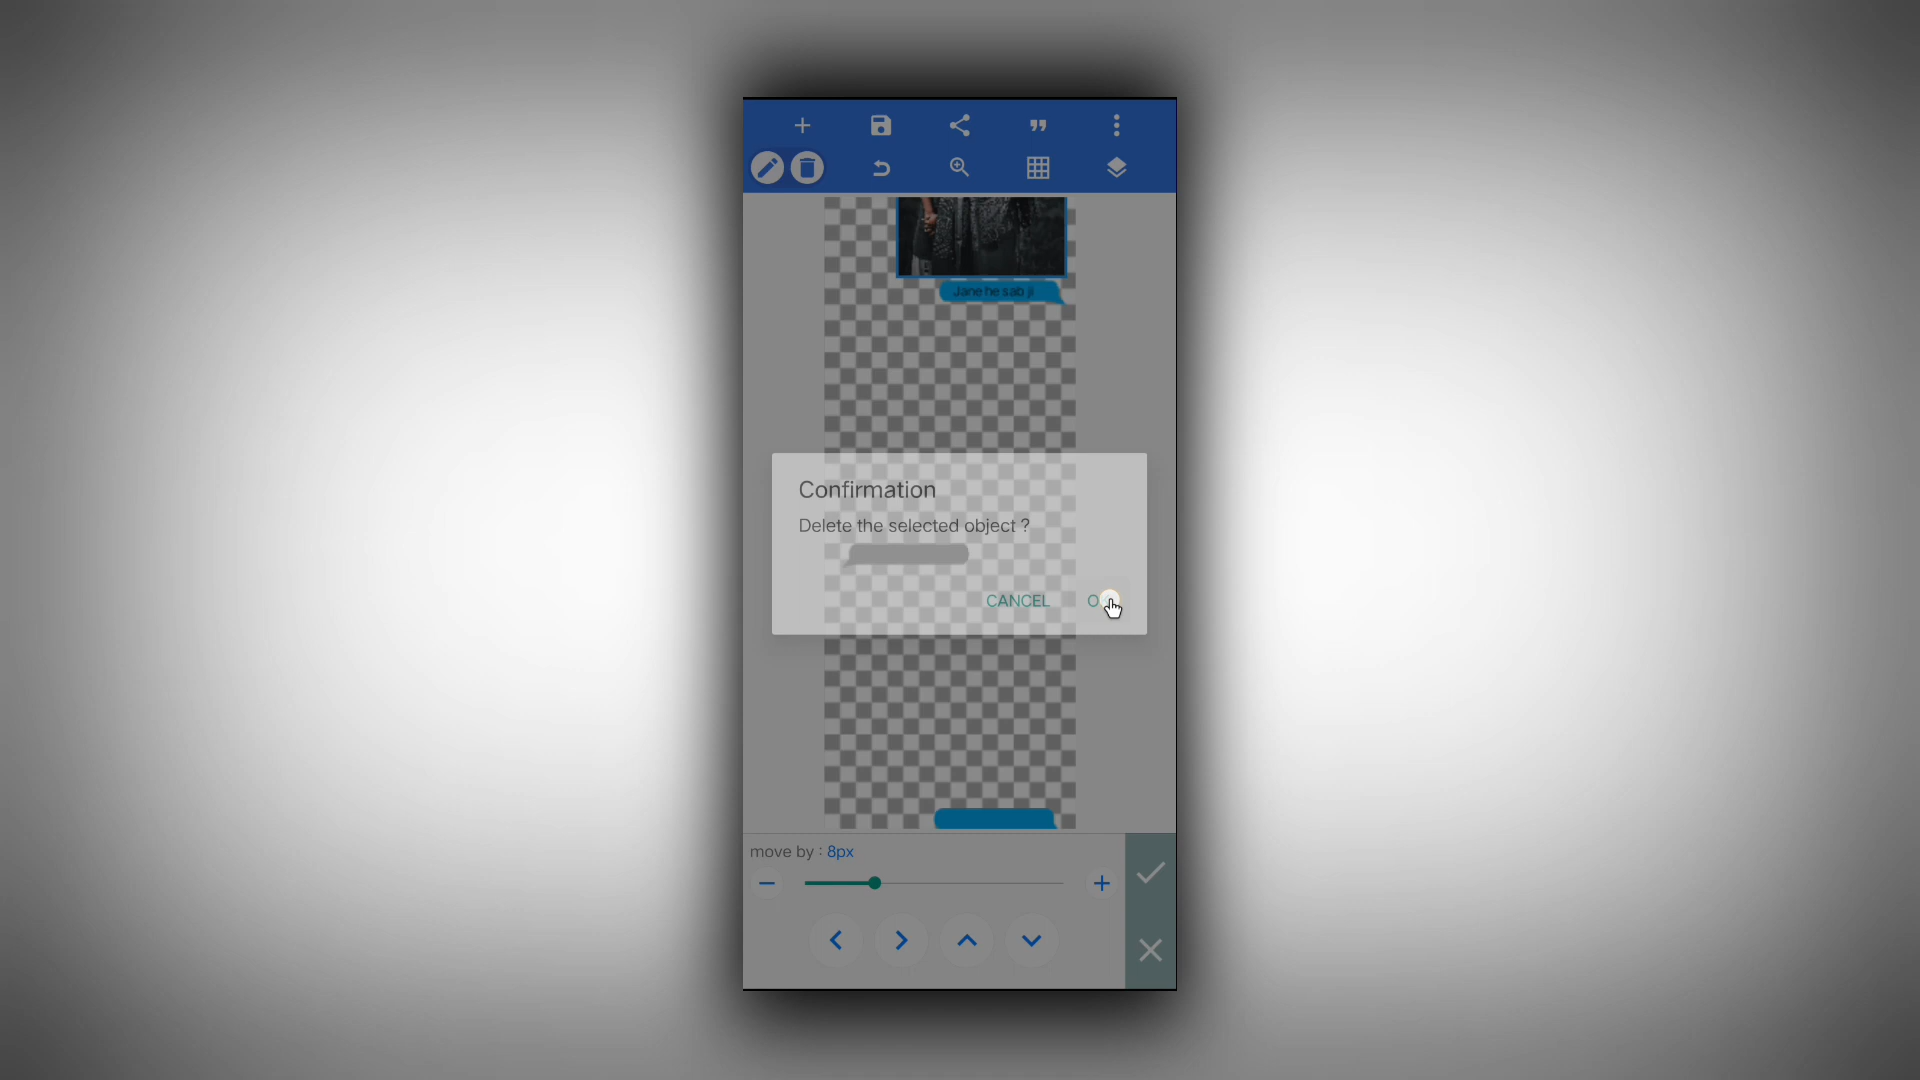 Jane he sab ji
Confirmation
Delete the selected object ?
CANCEL
move by : 8px